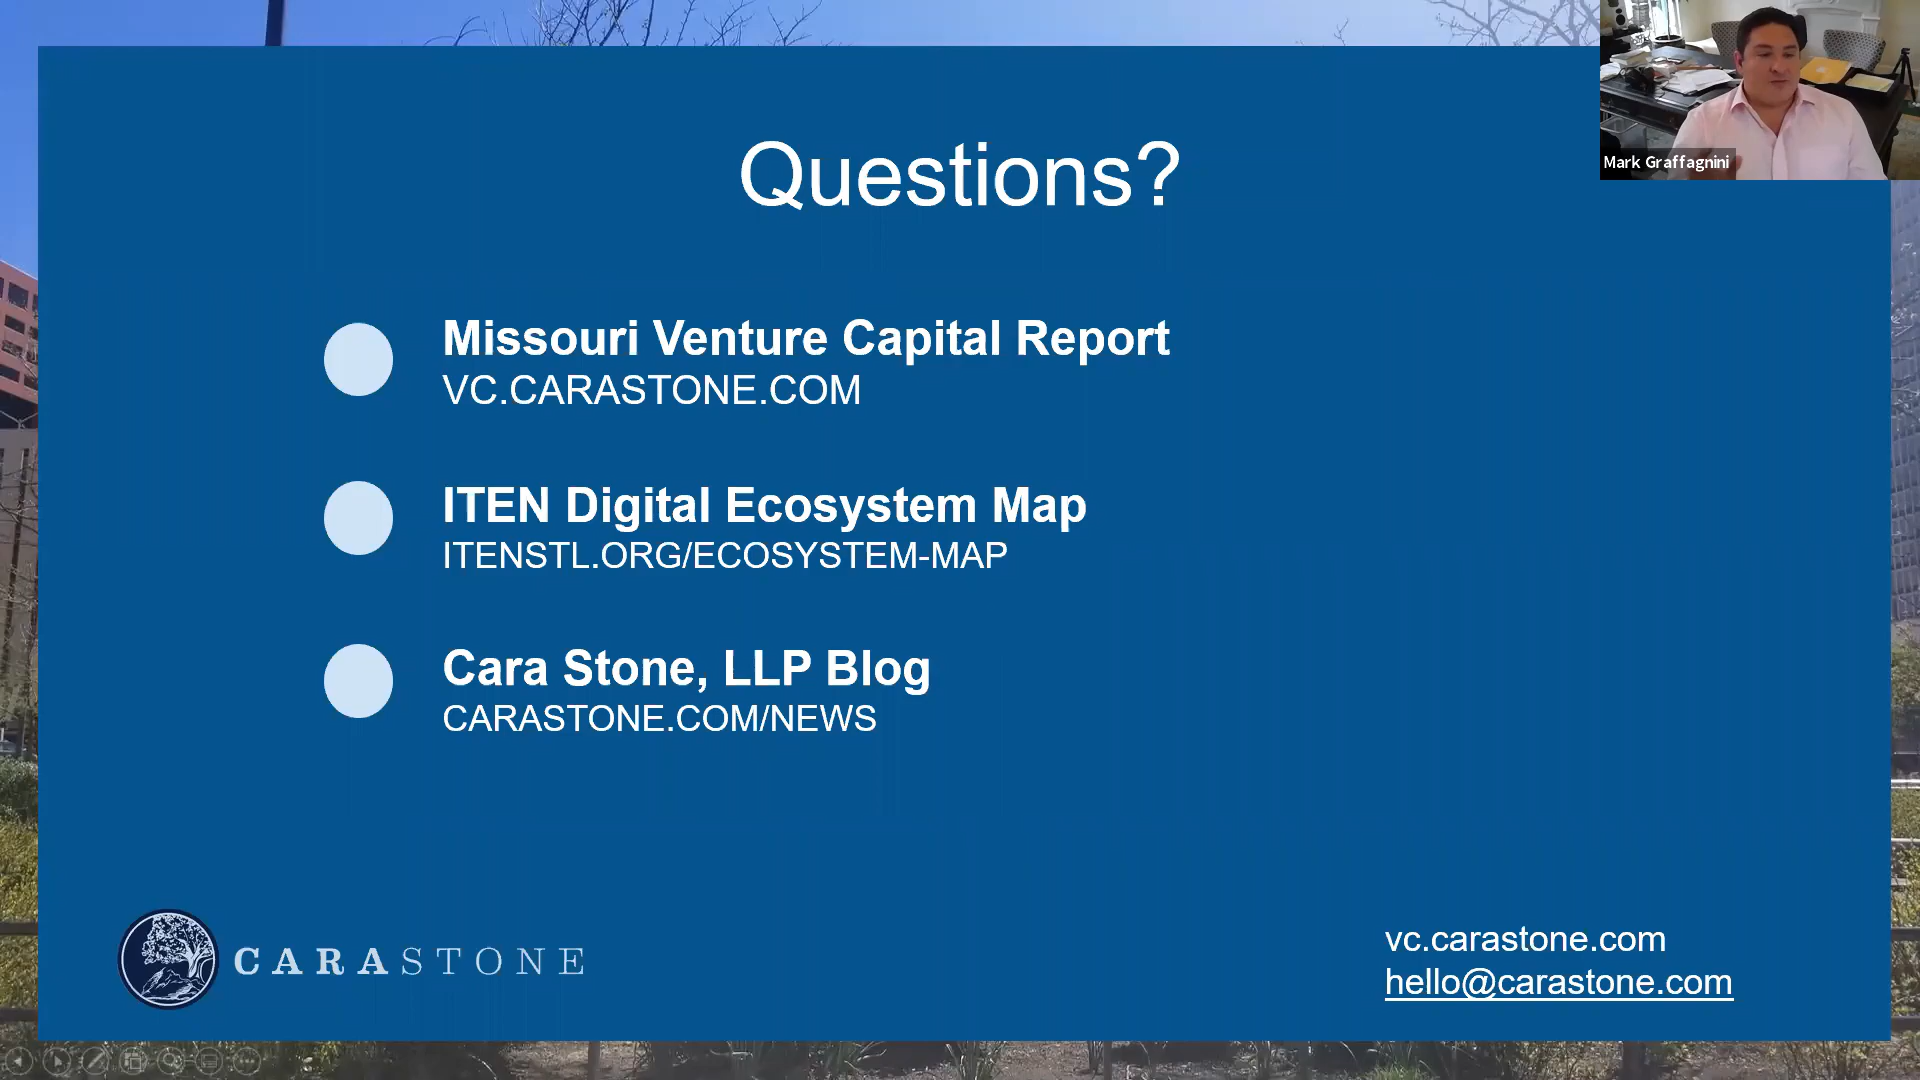 Questions?
Mark Graffagnini
Missouri Venture Capital Report
VC.CARASTONE.COM
ITEN Digital Ecosystem Map
ITENSTL.ORG/ECOSYSTEM-MAP
Cara Stone, LLP Blog
CARASTONE.COM/NEWS
CARASTONE
vc.carastone.com
hello@carastone.com